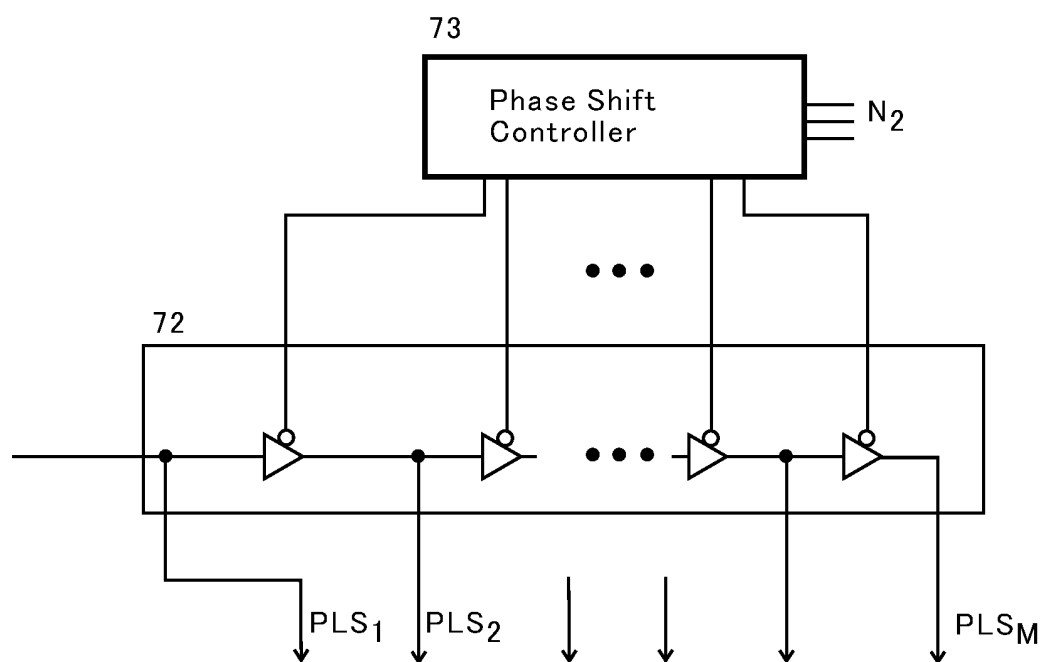 73
Phase Shift
Controller
N2
72
PLS1
PLS2
PLSM